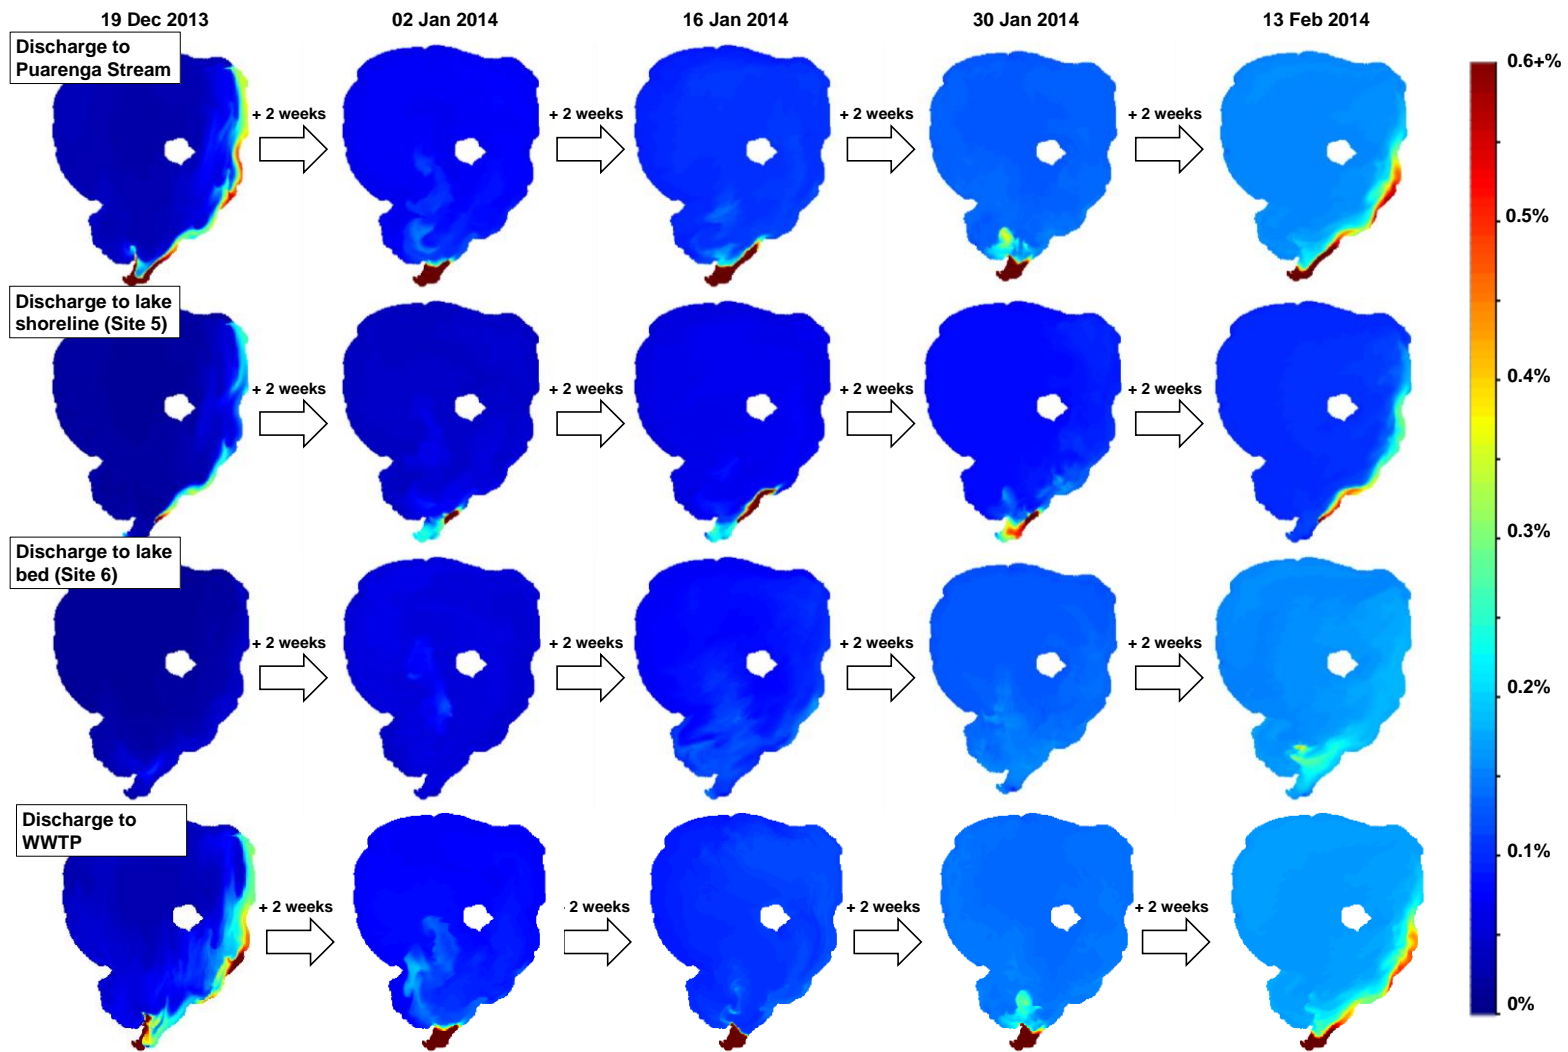 19 Dec 2013
02 Jan 2014
16 Jan 2014
30 Jan 2014
13 Feb 2014
Discharge to
Puarenga Stream
+ 2 weeks
+ 2 weeks
+ 2 weeks
+ 2 weeks
Discharge to lake
shoreline (Site 5)
+ 2 weeks
+ 2 weeks
+ 2 weeks
+ 2 weeks
Discharge to lake
bed (Site 6)
+ 2 weeks
+ 2 weeks
+ 2 weeks
+ 2 weeks
Discharge to
WWTP
+ 2 weeks
2 weeks
+ 2 weeks
+ 2 weeks
0.6+%
0.5%
0.4%
0.3%
0.2%
0.1%
0%